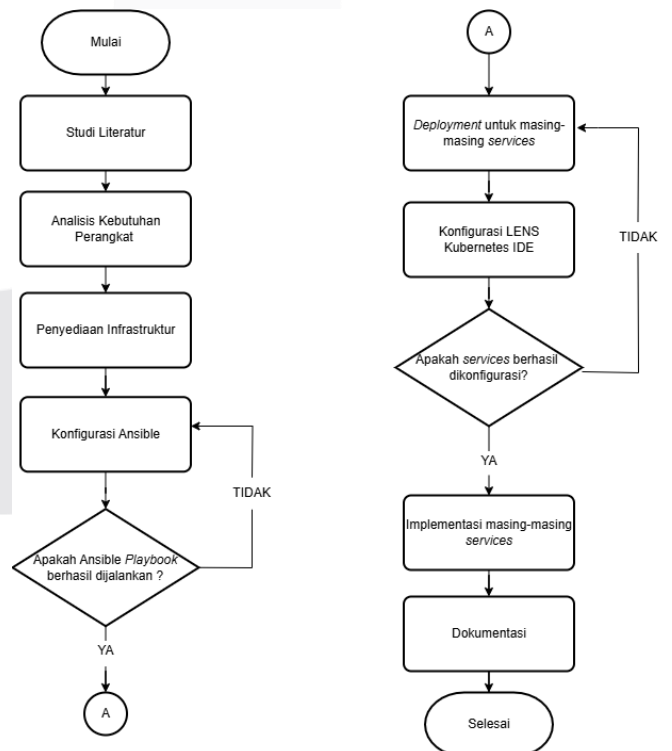 Mulai
Studi Literatur
Analisis Kebutuhan
Perangkat
Penyediaan Infrastruktur
Konfigurasi Ansible
TIDAK
Apakah Ansible Playbook
berhasil dijalankan ?
YA
A
A
Deployment untuk masing-
masing services
Konfigurasi LENS
Kubernetes IDE
TIDAK
Apakah services berhasil
dikonfigurasi?
YA
Implementasi masing-masing
services
Dokumentasi
Selesai